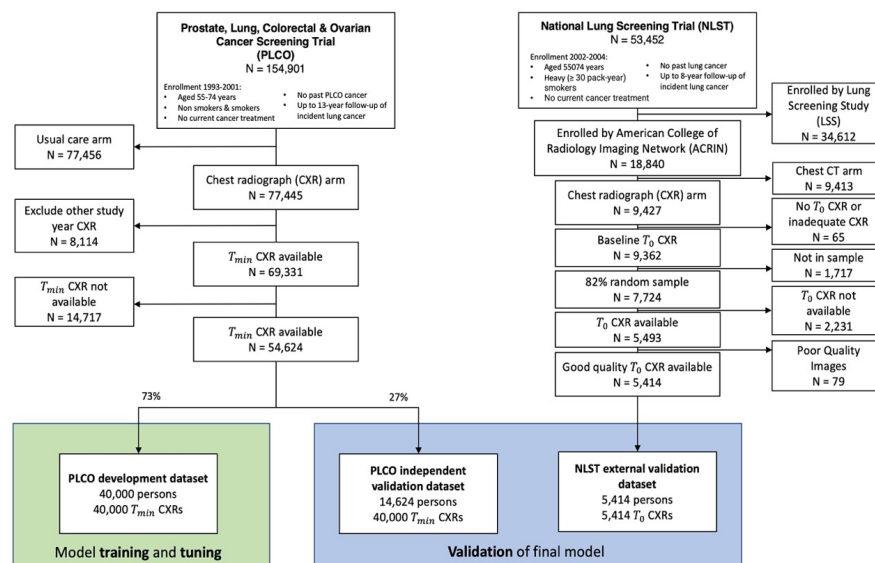 Prostate, Lung, Colorectal & Ovarian
Cancer Screening Trial
(PLCO)
N = 154,901
Enrollment 1993-2001:
• Aged 55-74 years
• Non smokers & smokers
• No current cancer treatment
• No past PLCO cancer
• Up to 13-year follow-up of
incident lung cancer
Usual care arm
N = 77,456
Chest radiograph (CXR) arm
N = 77,445
Exclude other study
year CXR
N = 8,114
T_min CXR available
N = 69,331
T_min CXR not
available
N = 14,717
T_min CXR available
N = 54,624
National Lung Screening Trial (NLST)
N = 53,452
Enrollment 2002-2004:
• Aged 55074 years
• Heavy (≥ 30 pack-year)
smokers
• No current cancer treatment
• No past lung cancer
• Up to 8-year follow-up of
incident lung cancer
Enrolled by Lung
Screening Study
(LSS)
N = 34,612
Enrolled by American College of
Radiology Imaging Network (ACRIN)
N = 18,840
Chest CT arm
N = 9,413
Chest radiograph (CXR) arm
N = 9,427
No T_0 CXR or
inadequate CXR
N = 65
Baseline T_0 CXR
N = 9,362
Not in sample
N = 1,717
82% random sample
N = 7,724
T_0 CXR not
available
N = 2,231
T_0 CXR available
N = 5,493
Poor Quality
Images
N = 79
Good quality T_0 CXR available
N = 5,414
73%
27%
PLCO development dataset
40,000 persons
40,000 T_min CXRs
Model training and tuning
PLCO independent
validation dataset
14,624 persons
40,000 T_min CXRs
NLST external validation
dataset
5,414 persons
5,414 T_0 CXRs
Validation of final model